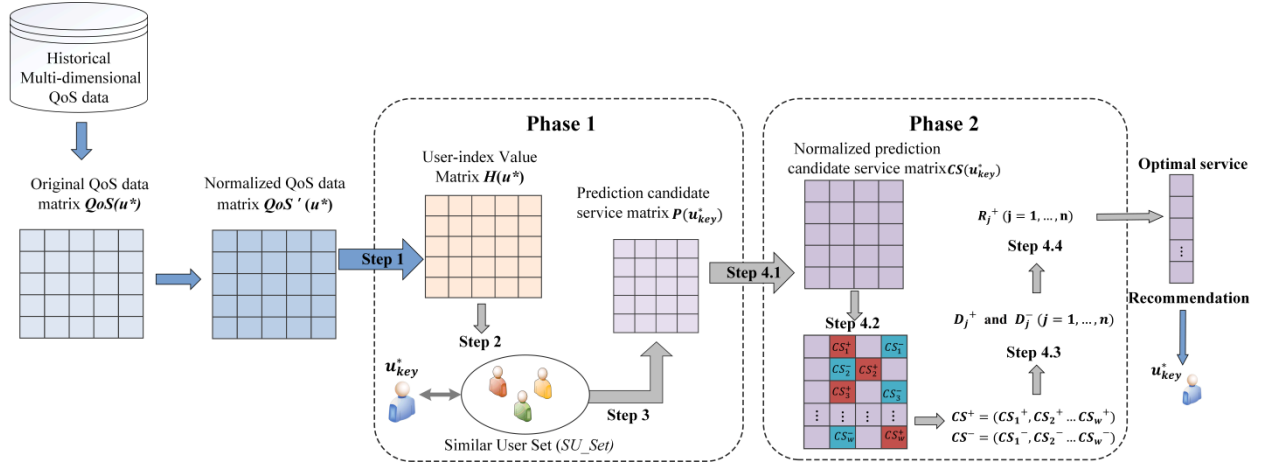 Historical
Multi-dimensional
QoS data
Original QoS data
matrix QoS(u*)
Normalized QoS data
matrix QoS ′ (u*)
Phase 1
Step 1
User-index Value
Matrix H(u*)
Step 2
u*key
Similar User Set (SU_Set)
Step 3
Prediction candidate
service matrix P(u*key)
Step 4.1
Phase 2
Normalized prediction
candidate service matrix CS(u*key)
Step 4.2
CS₁⁺ CS₁⁻
CS₂⁻ CS₂⁺
CS₃⁺ CS₃⁻
⋮ ⋮ ⋮ ⋮
CSw⁻ CSw⁺
CS⁺ = (CS₁⁺, CS₂⁺ … CSw⁺)
CS⁻ = (CS₁⁻, CS₂⁻ … CSw⁻)
Step 4.3
Dⱼ⁺ and Dⱼ⁻ (j = 1, …, n)
Step 4.4
Rⱼ⁺ (j = 1, …, n)
Optimal service
⋮
Recommendation
u*key